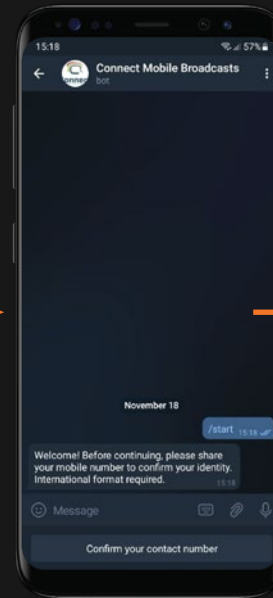 15:18
57%
Connect Mobile Broadcasts
bot
November 18
/start 15:18
Welcome! Before continuing, please share
your mobile number to confirm your identity.
International format required. 15:18
Message
Confirm your contact number